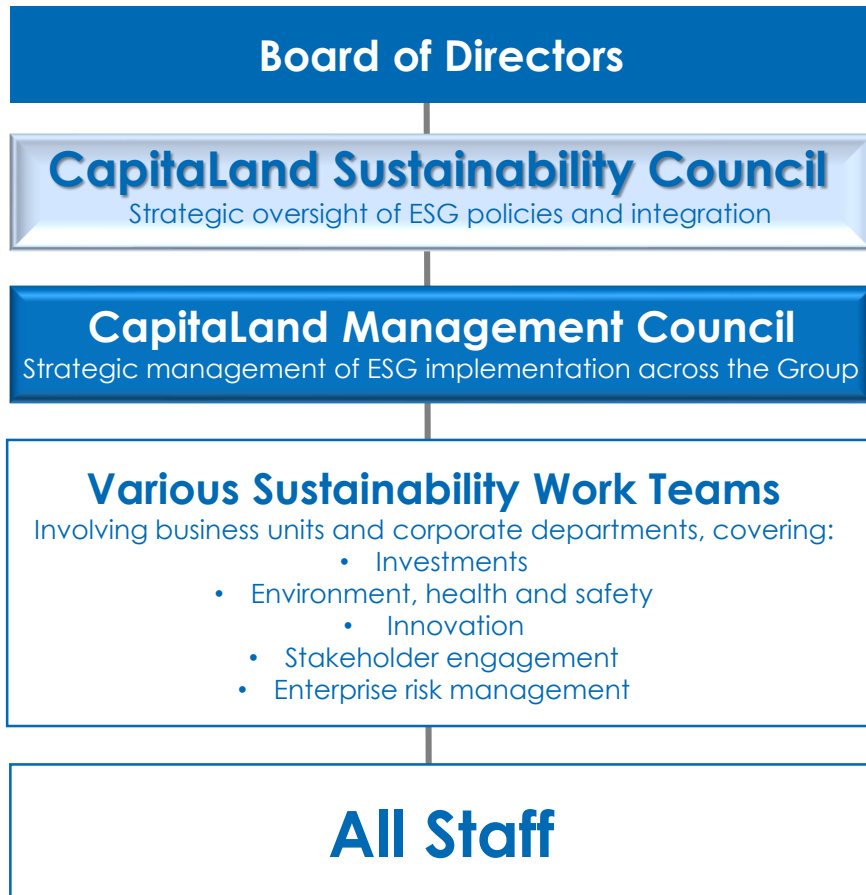 Board of Directors
CapitaLand Sustainability Council
Strategic oversight of ESG policies and integration
CapitaLand Management Council
Strategic management of ESG implementation across the Group
Various Sustainability Work Teams
Involving business units and corporate departments, covering:
• Investments
• Environment, health and safety
• Innovation
• Stakeholder engagement
• Enterprise risk management
All Staff